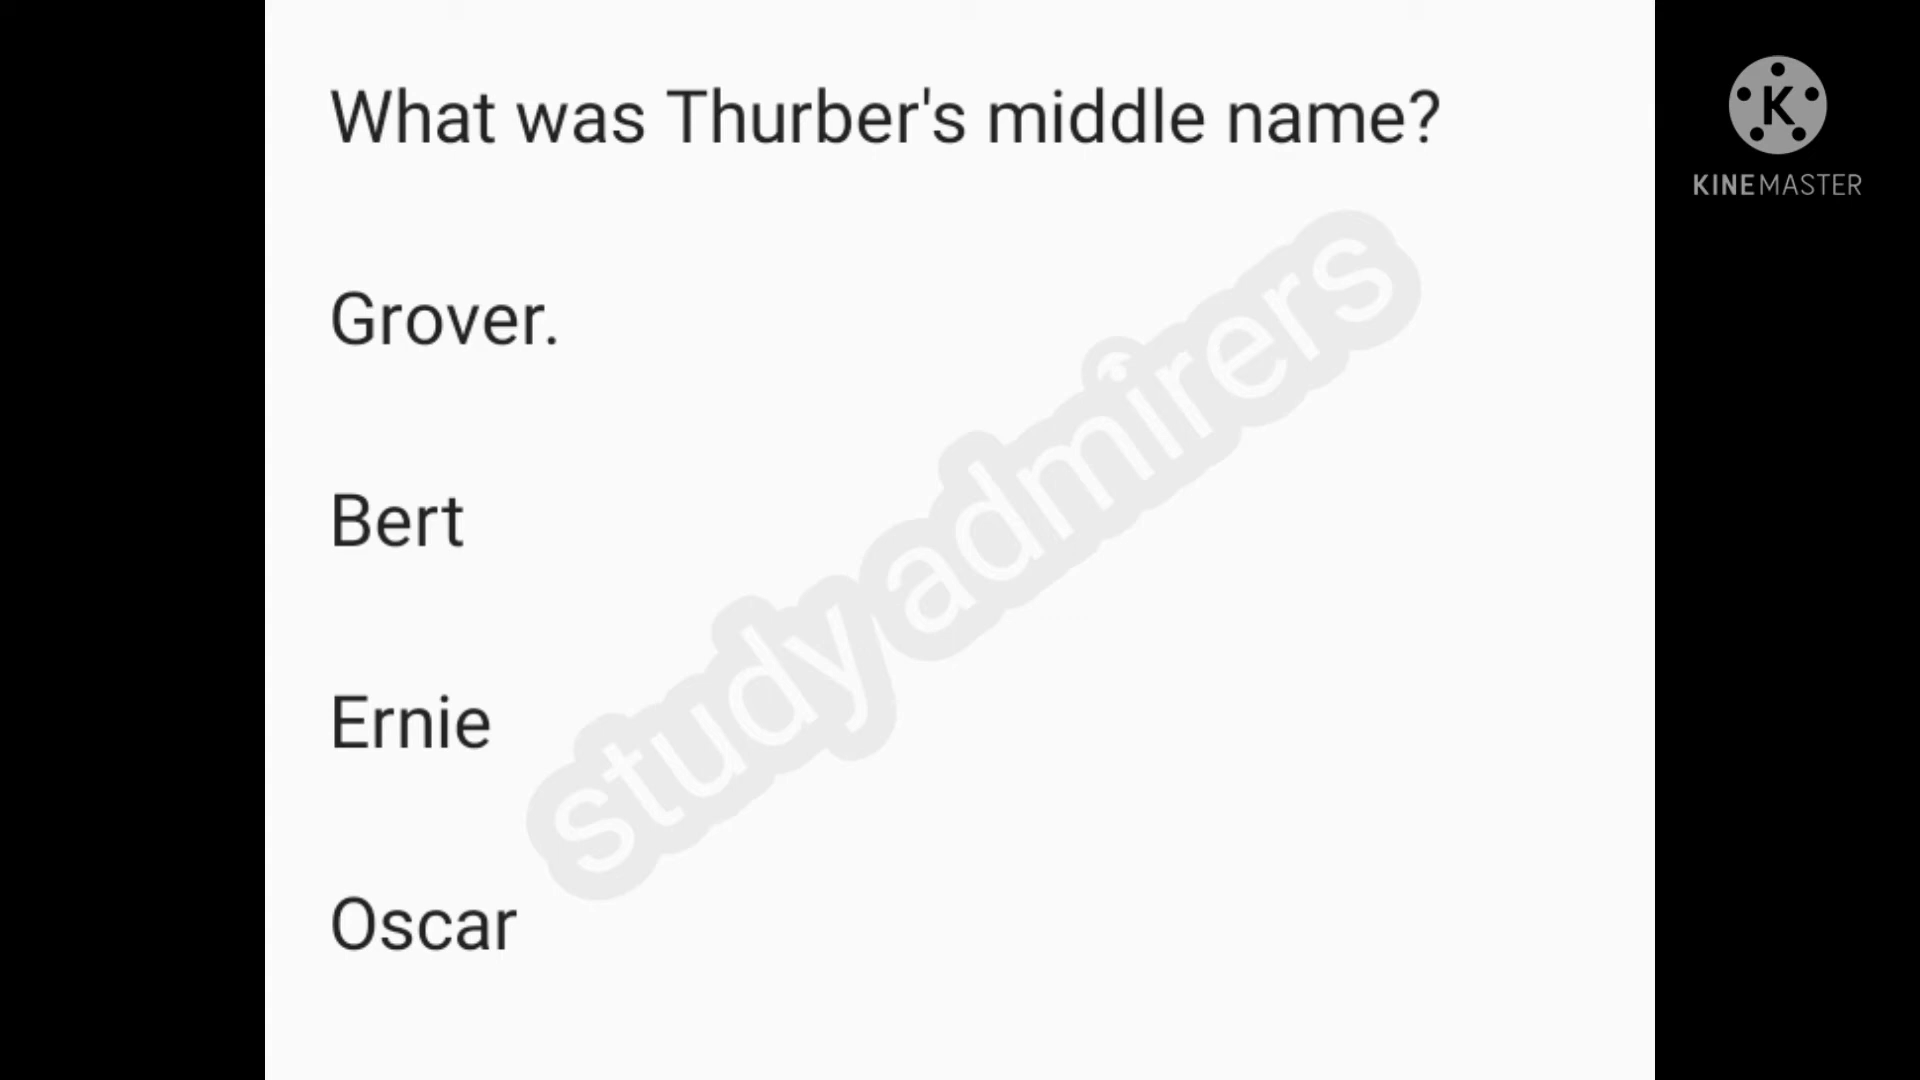 What was Thurber's middle name?
KINEMASTER
Grover.
Bert
Ernie
Oscar
study admirers